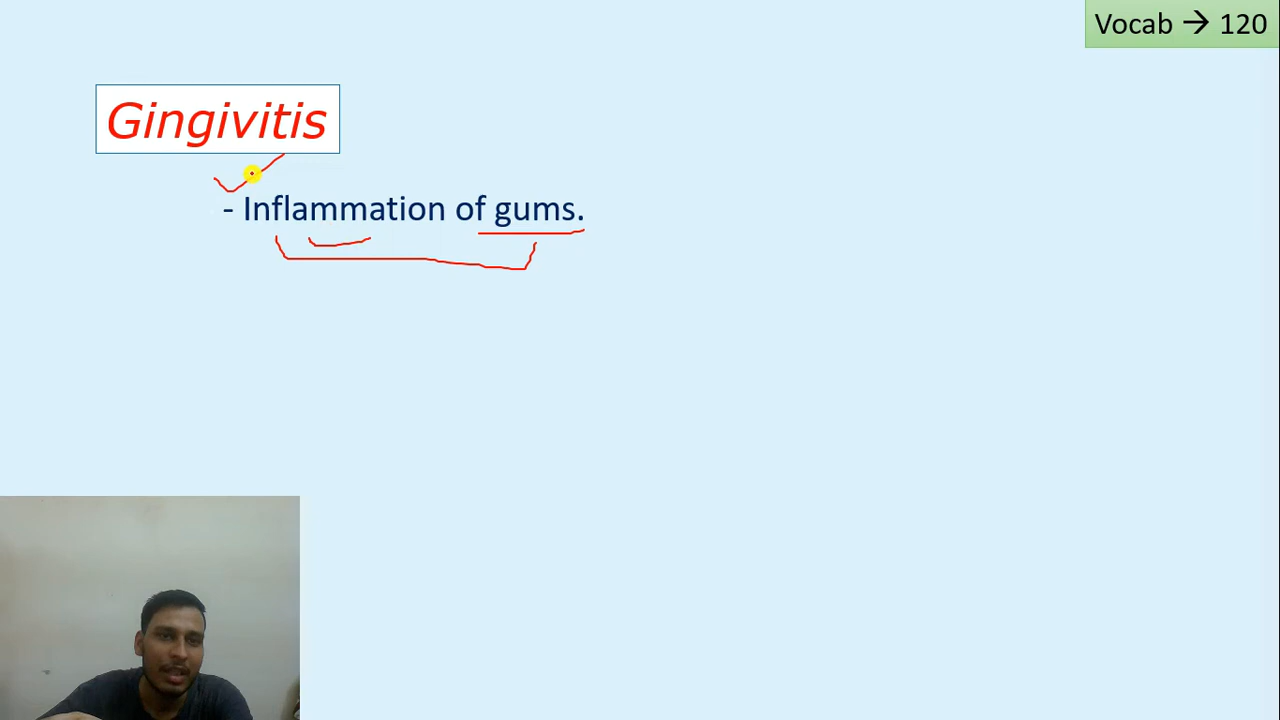 Vocab → 120
Gingivitis
- Inflammation of gums.